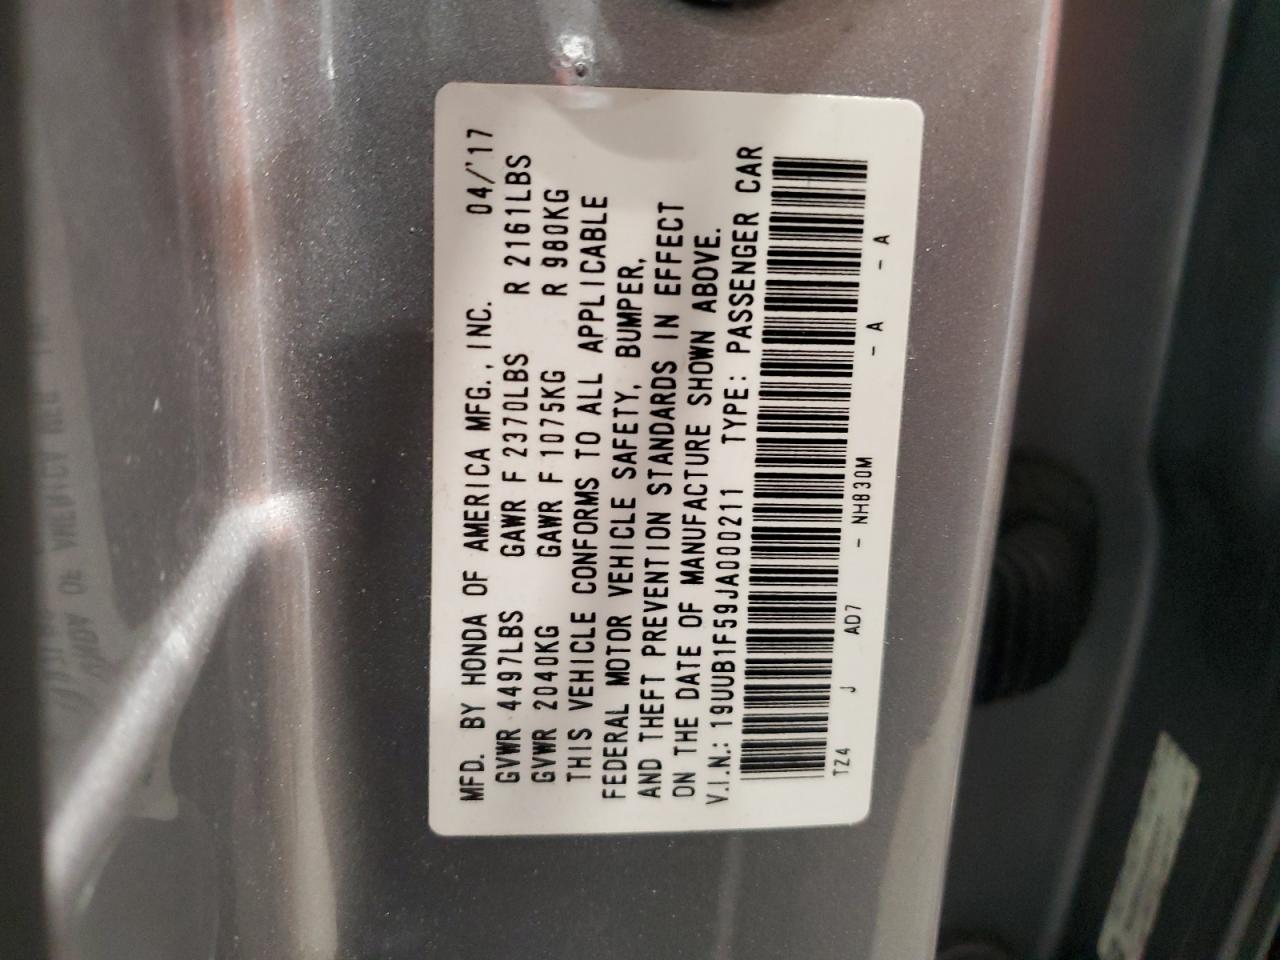 MFD. BY HONDA OF AMERICA MFG., INC. 04/'17
GVWR 4497LBS GAWR F 2370LBS R 2161LBS
GVWR 2040KG GAWR F 1075KG R 980KG
THIS VEHICLE CONFORMS TO ALL APPLICABLE
FEDERAL MOTOR VEHICLE SAFETY, BUMPER,
AND THEFT PREVENTION STANDARDS IN EFFECT
ON THE DATE OF MANUFACTURE SHOWN ABOVE.
V.I.N.: 19UUB1F59JA000211 TYPE: PASSENGER CAR
TZ4 J AD7 - NH830M - A - A